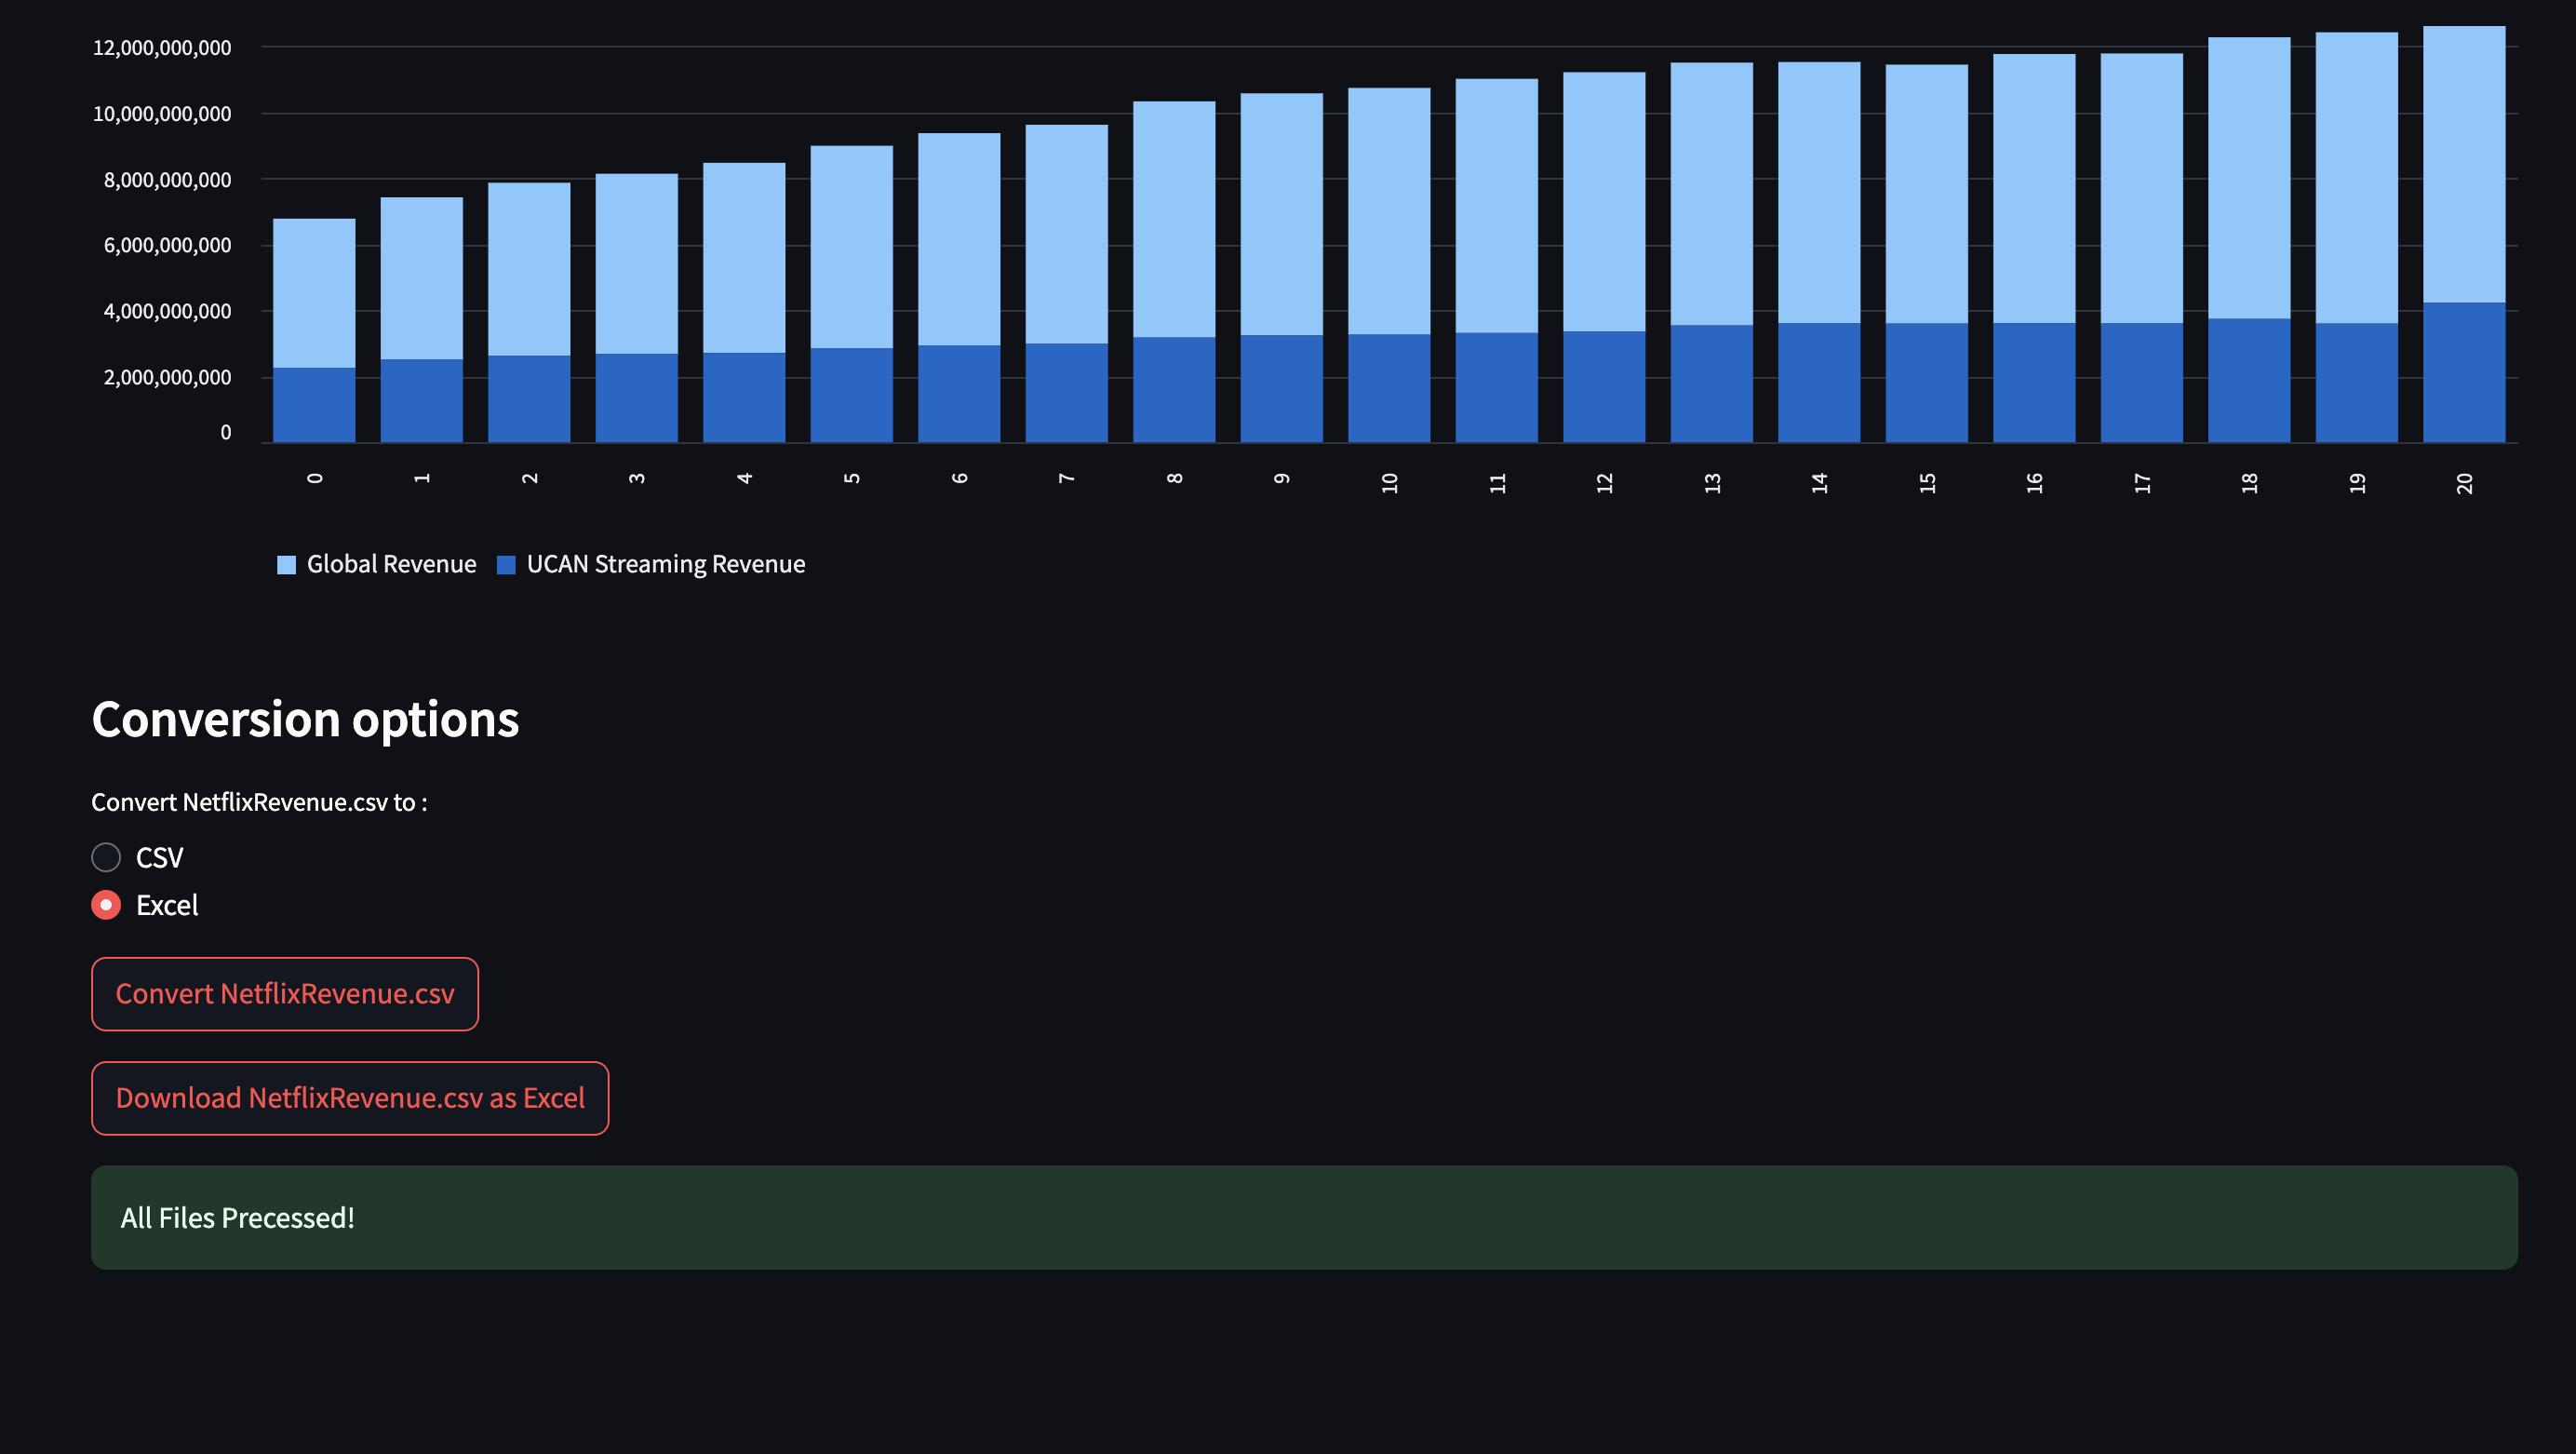 12,000,000,000
10,000,000,000
8,000,000,000
6,000,000,000
4,000,000,000
2,000,000,000
0
0 1 2 3 4 5 6 7 8 9 10 11 12 13 14 15 16 17 18 19 20
Global Revenue UCAN Streaming Revenue
Conversion options
Convert NetflixRevenue.csv to :
CSV
Excel
Convert NetflixRevenue.csv
Download NetflixRevenue.csv as Excel
All Files Precessed!